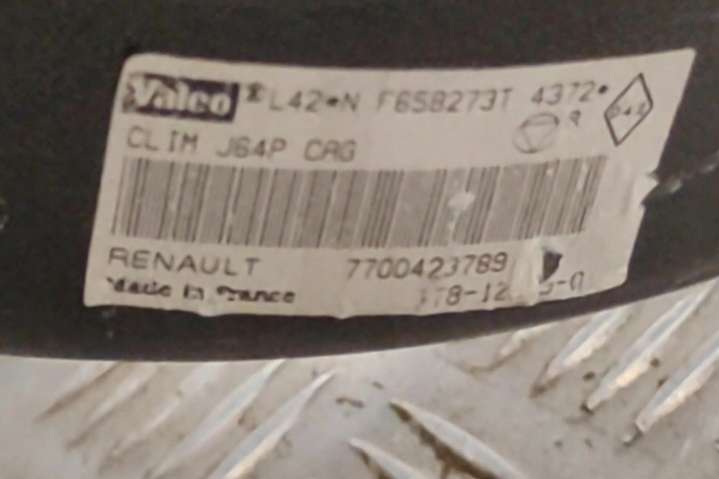 Valeo ® L42*N F658273T 4372*
CLIM J64P CAG
RENAULT 7700423789
Made in France